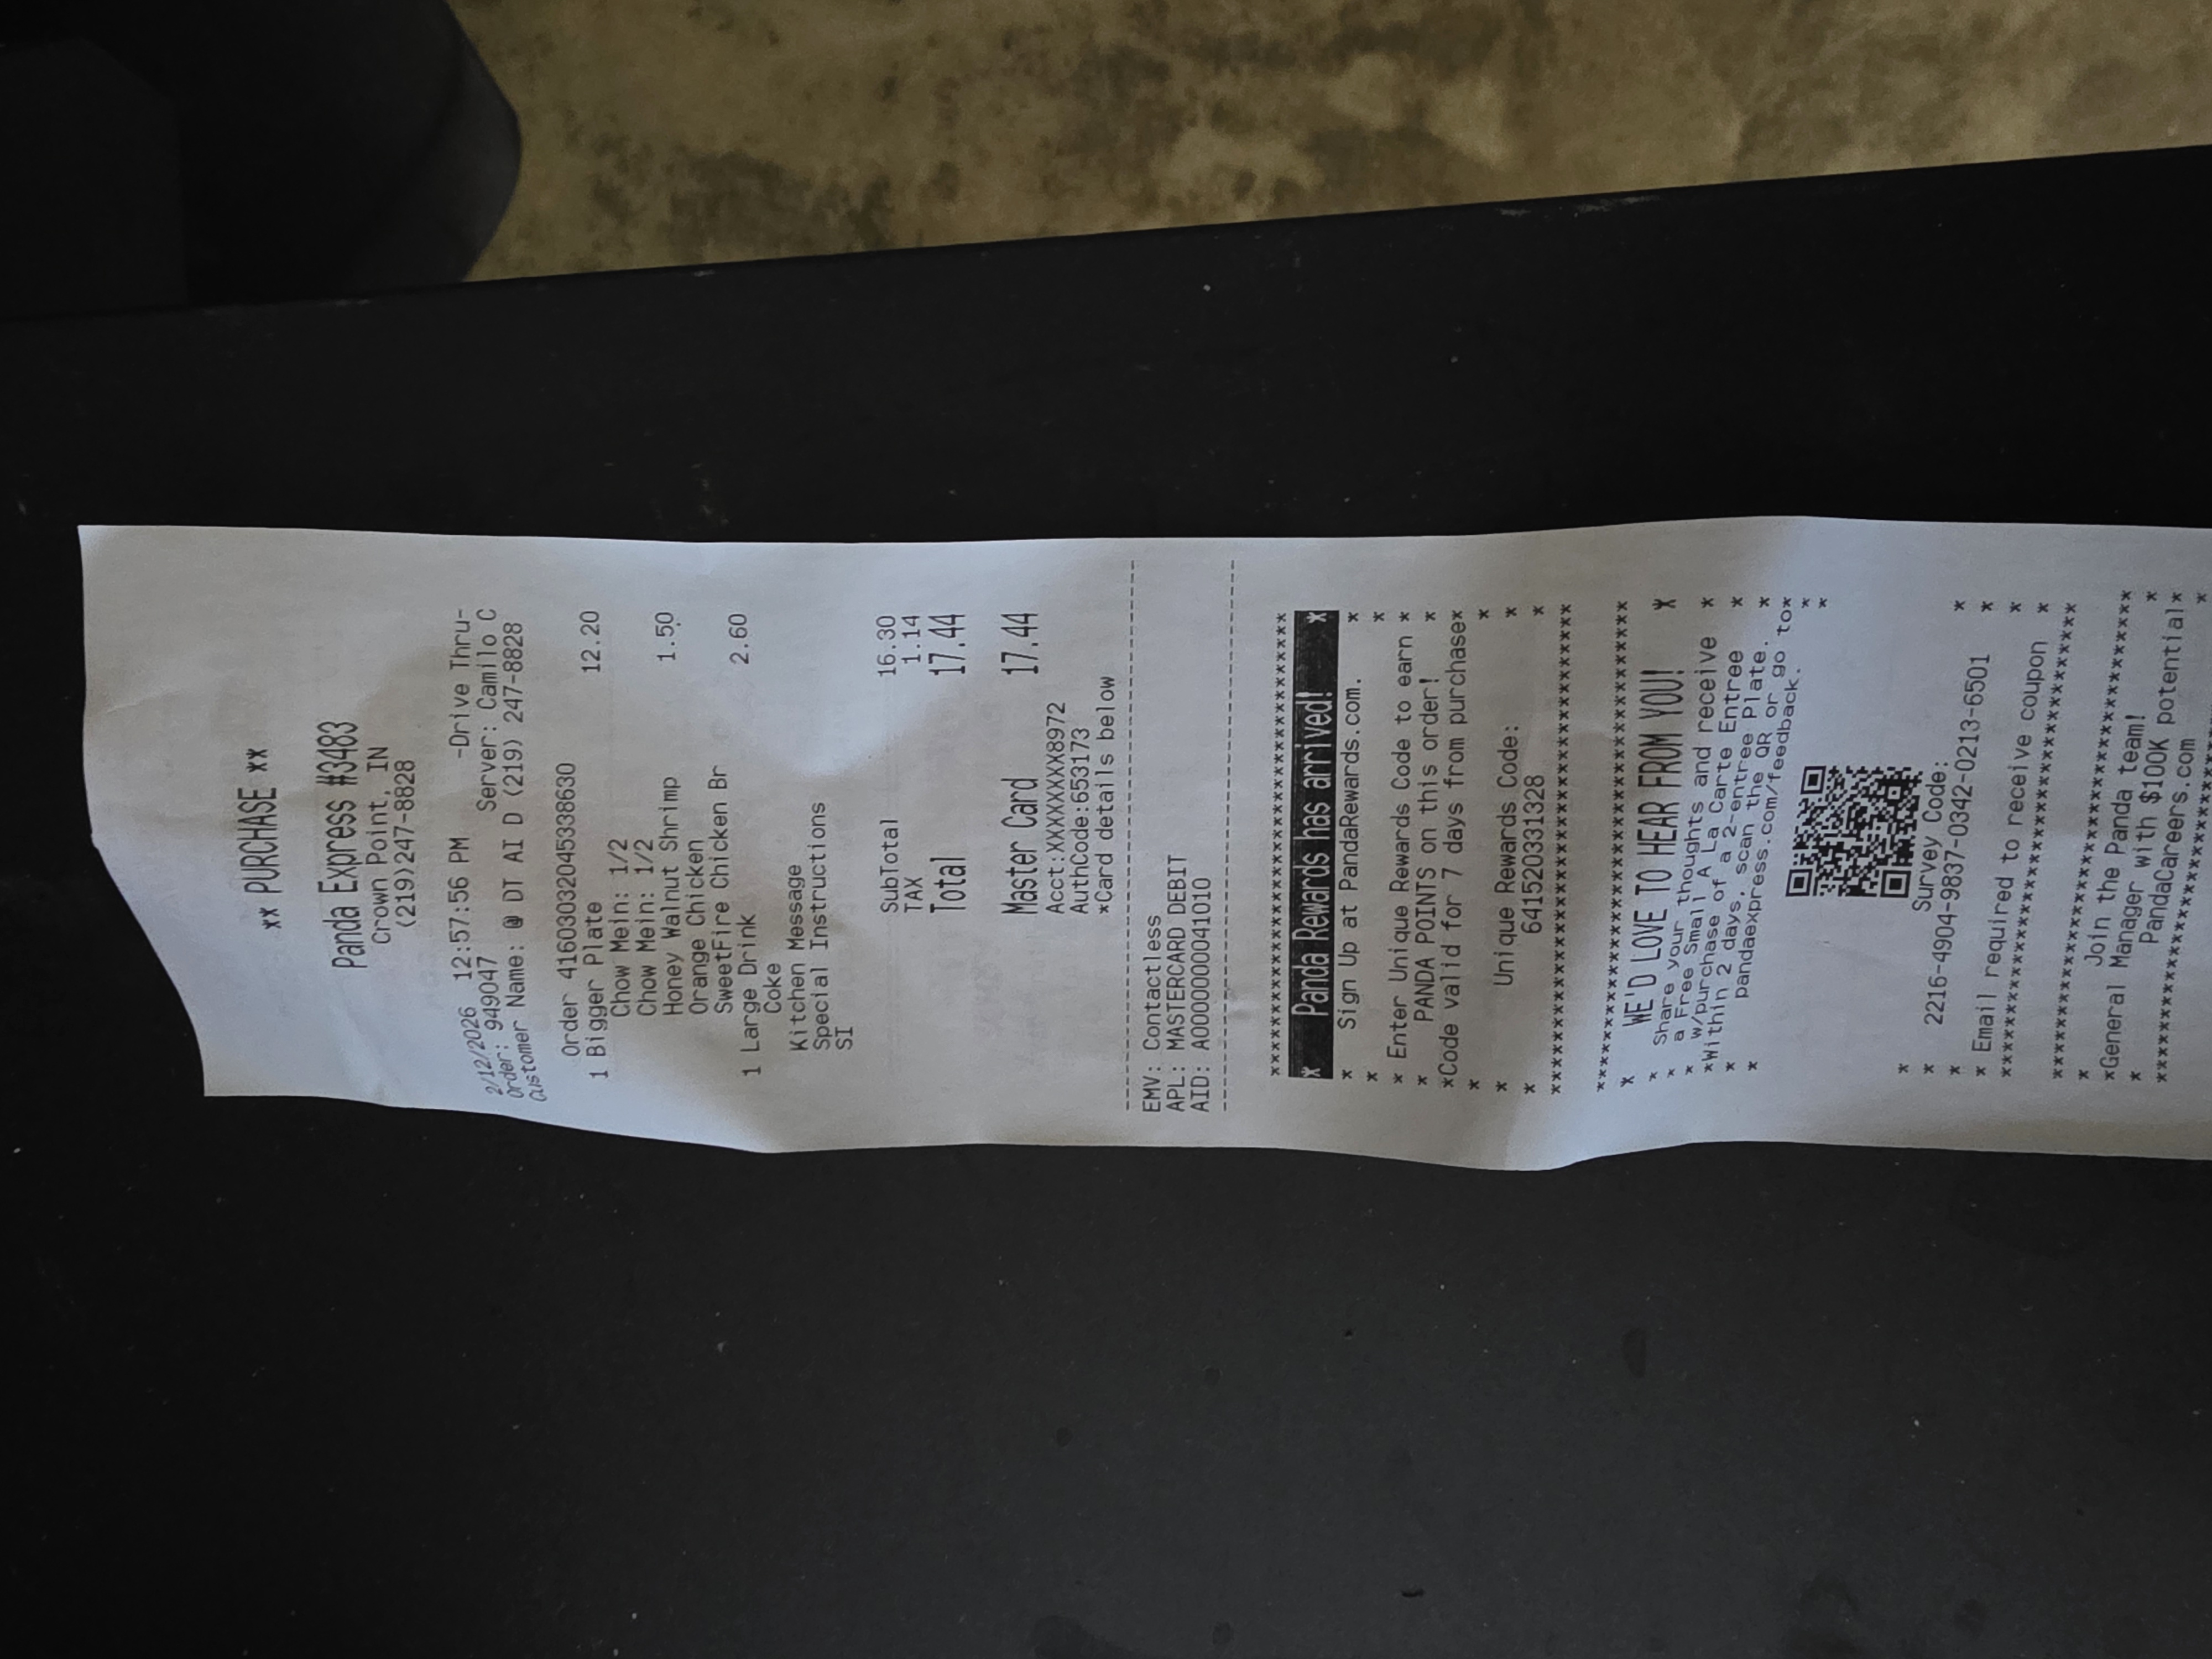 ** PURCHASE **
Panda Express #3483
Crown Point, IN
(219)247-8828
2/12/2026 12:57:56 PM -Drive Thru-
Order: 949047 Server: Camilo C
Customer Name: @ DT AI D (219) 247-8828
Order 41603032045338630
1 Bigger Plate 12.20
Chow Mein: 1/2
Chow Mein: 1/2
Honey Walnut Shrimp 1.50
Orange Chicken
SweetFire Chicken Br
1 Large Drink 2.60
Coke
Kitchen Message
Special Instructions
SI
SubTotal 16.30
TAX 1.14
Total 17.44
Master Card 17.44
Acct:XXXXXXXX8972
AuthCode:653173
*Card details below
--------------------------------
EMV: Contactless
APL: MASTERCARD DEBIT
AID: A0000000041010
--------------------------------
****************************************
* Panda Rewards has arrived! *
* Sign Up at PandaRewards.com. *
* *
* Enter Unique Rewards Code to earn *
* PANDA POINTS on this order! *
*Code valid for 7 days from purchase*
* *
* Unique Rewards Code: *
* 641520331328 *
****************************************
****************************************
* WE'D LOVE TO HEAR FROM YOU! *
* Share your thoughts and receive *
* a Free Small A La Carte Entree *
* w/purchase of a 2-entree Plate. *
*Within 2 days, scan the QR or go to*
* pandaexpress.com/feedback. *
*
* Survey Code:
* 2216-4904-9837-0342-0213-6501 *
* *
* Email required to receive coupon *
****************************************
****************************************
* Join the Panda team! *
*General Manager with $100K potential*
* PandaCareers.com *
****************************************